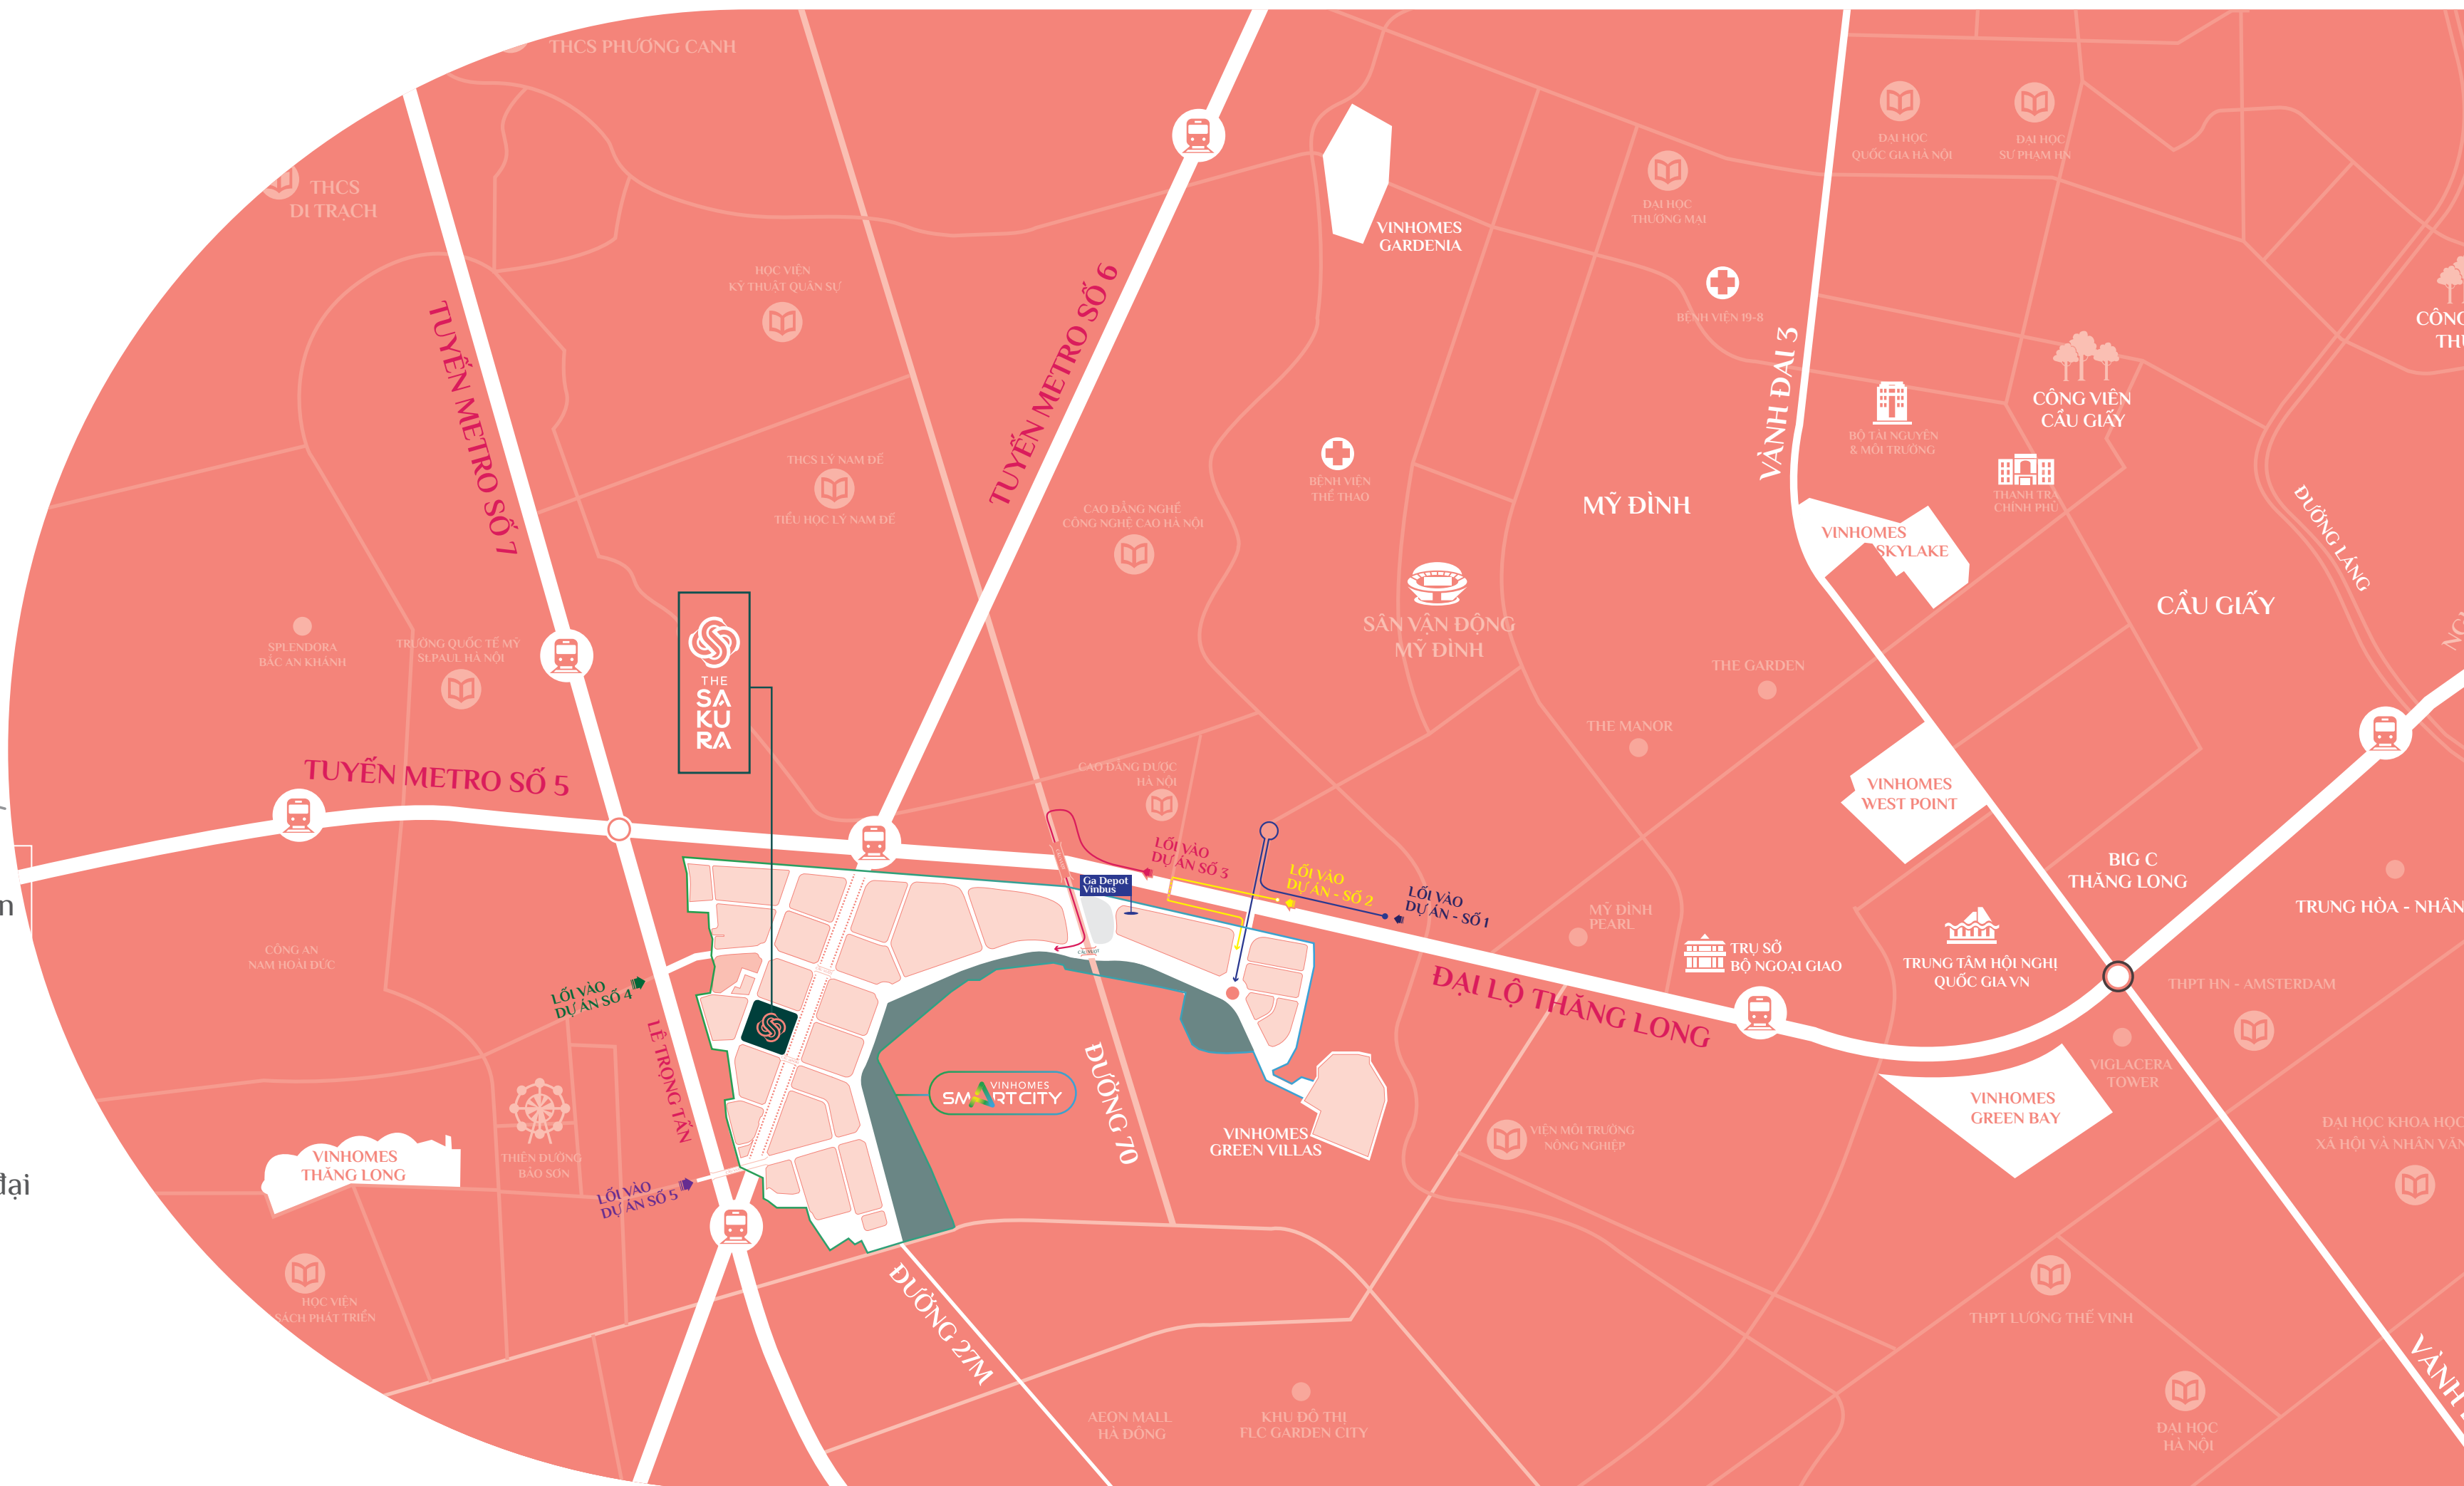 THCS PHƯƠNG CANH
THCS
DI TRẠCH
HỌC VIỆN
KỸ THUẬT QUÂN SỰ
TUYẾN METRO SỐ 7
TUYẾN METRO SỐ 6
VINHOMES
GARDENIA
ĐẠI HỌC
THƯƠNG MẠI
ĐẠI HỌC
QUỐC GIA HÀ NỘI
ĐẠI HỌC
SƯ PHẠM HN
BỆNH VIỆN 19-8
VÀNH ĐAI 3
CÔNG VIÊN
CẦU GIẤY
BỘ TÀI NGUYÊN
& MÔI TRƯỜNG
THANH TRA
CHÍNH PHỦ
THCS LÝ NAM ĐẾ
TIỂU HỌC LÝ NAM ĐẾ
CAO ĐẲNG NGHỀ
CÔNG NGHỆ CAO HÀ NỘI
BỆNH VIỆN
THỂ THAO
MỸ ĐÌNH
VINHOMES
SKYLAKE
ĐƯỜNG LÁNG
CẦU GIẤY
SÂN VẬN ĐỘNG
MỸ ĐÌNH
SPLENDORA
BẮC AN KHÁNH
TRƯỜNG QUỐC TẾ MỸ
St.PAUL HÀ NỘI
THE
SA
KU
RA
THE GARDEN
THE MANOR
TUYẾN METRO SỐ 5
CAO ĐẲNG DƯỢC
HÀ NỘI
VINHOMES
WEST POINT
LỐI VÀO
DỰ ÁN SỐ 3
LỐI VÀO
DỰ ÁN - SỐ 2
LỐI VÀO
DỰ ÁN - SỐ 1
Ga Depot
Vinbus
BIG C
THĂNG LONG
TRUNG HÒA - NHÂN
MỸ ĐÌNH
PEARL
TRỤ SỞ
BỘ NGOẠI GIAO
TRUNG TÂM HỘI NGHỊ
QUỐC GIA VN
CÔNG AN
NAM HOÀI ĐỨC
LỐI VÀO
DỰ ÁN SỐ 4
ĐẠI LỘ THĂNG LONG
THPT HN - AMSTERDAM
LÊ TRỌNG TẤN
ĐƯỜNG 70
VINHOMES
SMARTCITY
VIGLACERA
TOWER
VINHOMES
GREEN BAY
VINHOMES
GREEN VILLAS
VIỆN MÔI TRƯỜNG
NÔNG NGHIỆP
ĐẠI HỌC KHOA HỌC
XÃ HỘI VÀ NHÂN VĂN
VINHOMES
THĂNG LONG
THIÊN ĐƯỜNG
BẢO SƠN
đại
LỐI VÀO
DỰ ÁN SỐ 5
HỌC VIỆN
SÁCH PHÁT TRIỂN
ĐƯỜNG 27M
THPT LƯƠNG THẾ VINH
AEON MALL
HÀ ĐÔNG
KHU ĐÔ THỊ
FLC GARDEN CITY
ĐẠI HỌC
HÀ NỘI